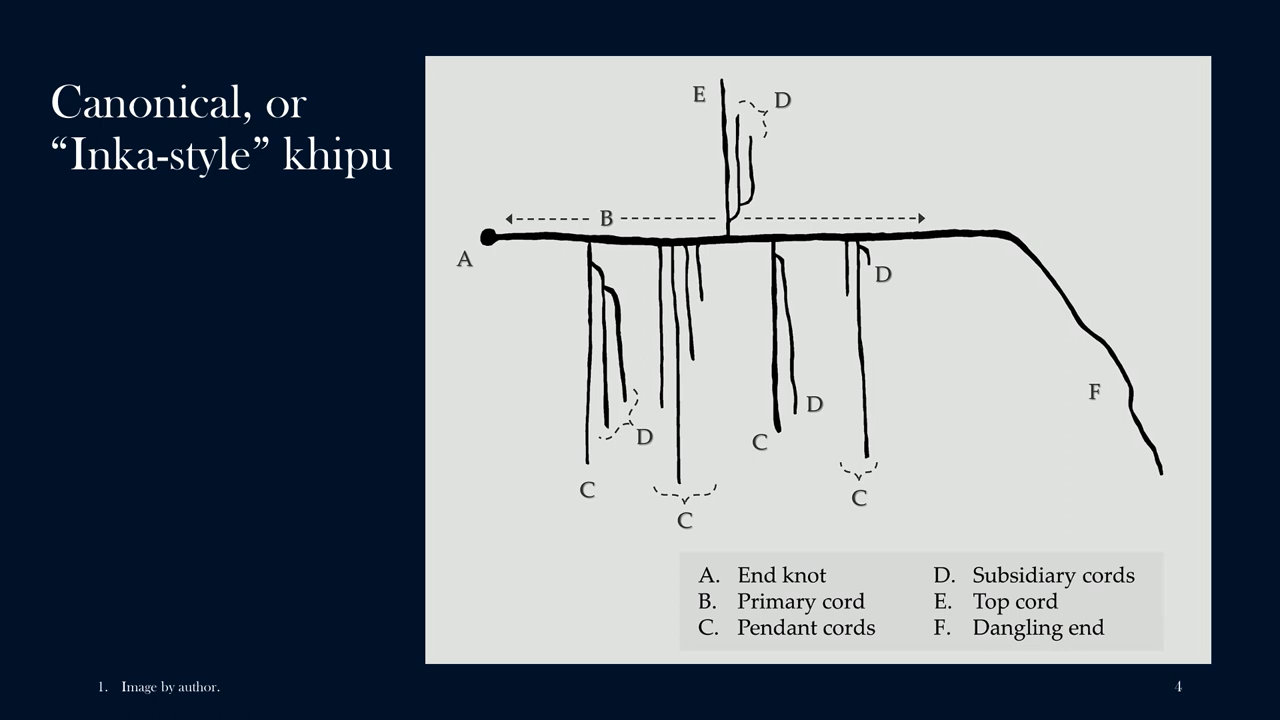 Canonical, or
“Inka-style” khipu
E
D
B
A
D
D
D
C
C
C
C
F
A. End knot
B. Primary cord
C. Pendant cords
D. Subsidiary cords
E. Top cord
F. Dangling end
1. Image by author.
4